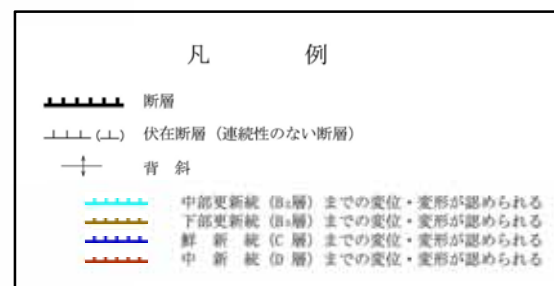 凡 例
断層
(⊥) 伏在断層（連続性のない断層）
背 斜
中部更新統（B₂層）までの変位・変形が認められる
下部更新統（B₃層）までの変位・変形が認められる
鮮 新 統（C 層）までの変位・変形が認められる
中 新 統（D 層）までの変位・変形が認められる